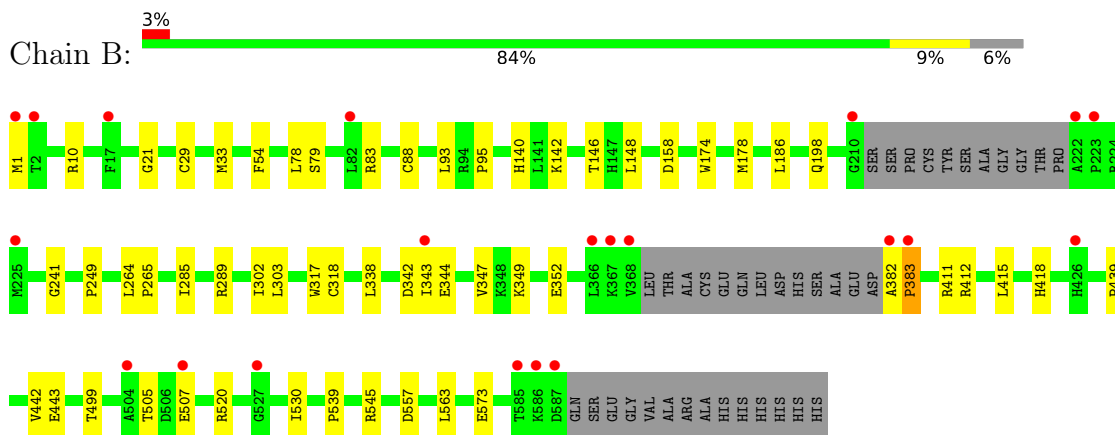 3%
Chain B:
84% 9% 6%
M1 T2 R10 F17 G21 C29 M33 F54 L78 S79 L82 R83 C88 L93 R94 P95 H140 L141 K142 T146 H147 L148 D158 W174 M178 L186 Q198 G210 SER SER PRO CYS TYR SER ALA GLY GLY THR PRO A222 P223 R224
M225 G241 P249 L264 P265 I285 R289 I302 L303 W317 C318 L338 D342 I343 E344 V347 K348 K349 E352 L366 K367 V368 LEU THR ALA CYS GLU GLN LEU ASP HIS SER ALA GLU ASP A382 P383 R411 R412 L415 H418 H426
V442 E443 T499 A504 T505 D506 E507 R520 G527 I530 P539 R545 D557 L563 E573 T585 K586 D587 GLN SER GLU GLY VAL ALA ARG ALA HIS HIS HIS HIS HIS HIS